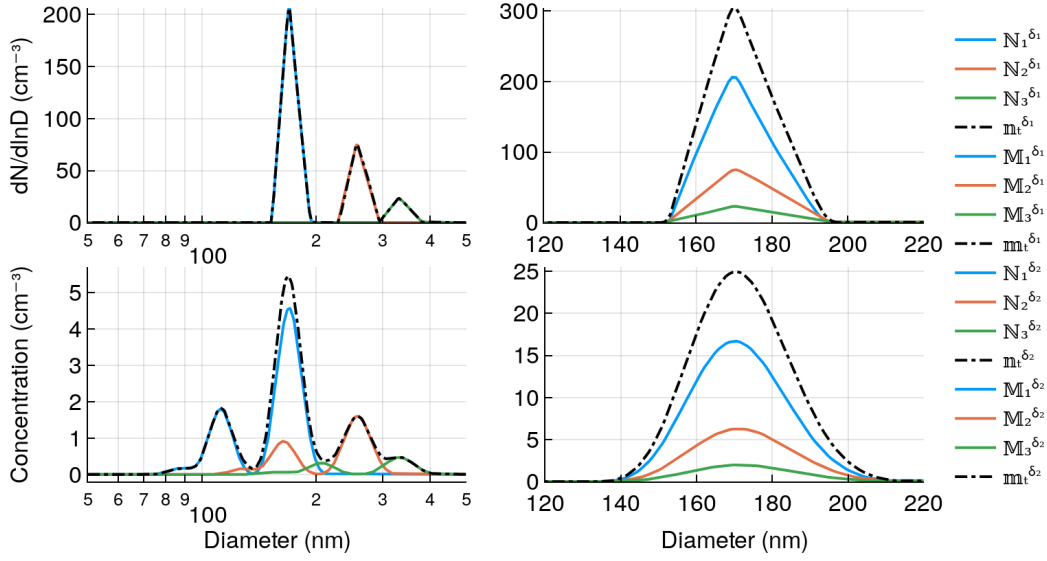 200
150
100
50
0
5 6 7 8 9 100 2 3 4 5
dN/dlnD (cm⁻³)
300
200
100
0
120 140 160 180 200 220
5
4
3
2
1
0
5 6 7 8 9 100 2 3 4 5
Concentration (cm⁻³)
Diameter (nm)
25
20
15
10
5
0
120 140 160 180 200 220
Diameter (nm)
ℕ₁^δ₁
ℕ₂^δ₁
ℕ₃^δ₁
𝕟ₜ^δ₁
𝕄₁^δ₁
𝕄₂^δ₁
𝕄₃^δ₁
𝕞ₜ^δ₁
ℕ₁^δ₂
ℕ₂^δ₂
ℕ₃^δ₂
𝕟ₜ^δ₂
𝕄₁^δ₂
𝕄₂^δ₂
𝕄₃^δ₂
𝕞ₜ^δ₂